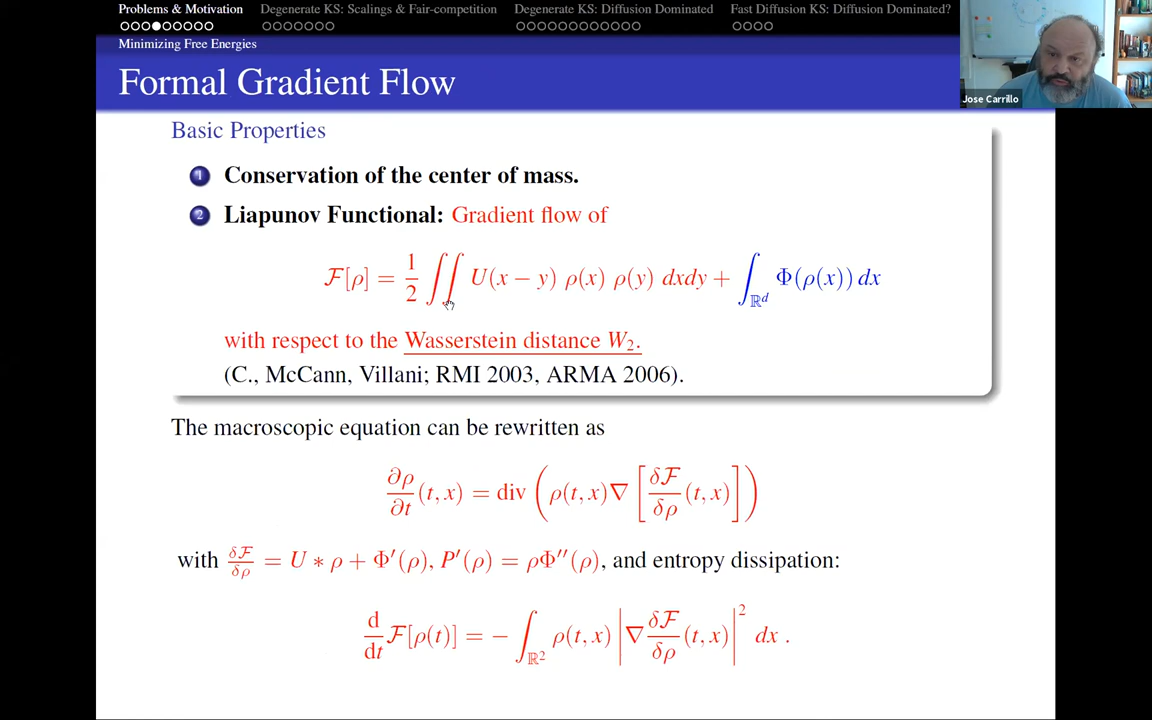 Problems & Motivation Degenerate KS: Scalings & Fair-competition Degenerate KS: Diffusion Dominated Fast Diffusion KS: Diffusion Dominated?
Minimizing Free Energies
Formal Gradient Flow
Jose Carrillo
Basic Properties
1 Conservation of the center of mass.
2 Liapunov Functional: Gradient flow of
ℱ[ρ] = 1/2 ∬ U(x − y) ρ(x) ρ(y) dxdy + ∫_{ℝ^d} Φ(ρ(x)) dx
with respect to the Wasserstein distance W₂.
(C., McCann, Villani; RMI 2003, ARMA 2006).
The macroscopic equation can be rewritten as
∂ρ/∂t (t, x) = div ( ρ(t, x)∇ [ δℱ/δρ (t, x) ] )
with δℱ/δρ = U ∗ ρ + Φ′(ρ), P′(ρ) = ρΦ″(ρ), and entropy dissipation:
d/dt ℱ[ρ(t)] = − ∫_{ℝ²} ρ(t, x) | ∇ δℱ/δρ (t, x) |² dx .